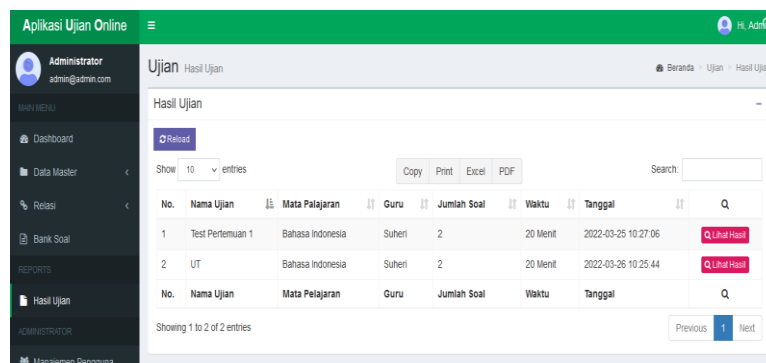 Aplikasi Ujian Online
Hi, Admi
Administrator
admin@admin.com
MAIN MENU
Dashboard
Data Master
Relasi
Bank Soal
REPORTS
Hasil Ujian
ADMINISTRATOR
Manajemen Pengguna
Ujian Hasil Ujian
Beranda > Ujian > Hasil Ujia
Hasil Ujian
Reload
Show 10 entries
Copy Print Excel PDF
Search:
No. Nama Ujian Mata Palajaran Guru Jumlah Soal Waktu Tanggal
1 Test Pertemuan 1 Bahasa Indonesia Suheri 2 20 Menit 2022-03-25 10:27:06 Lihat Hasil
2 UT Bahasa Indonesia Suheri 2 20 Menit 2022-03-26 10:25:44 Lihat Hasil
No. Nama Ujian Mata Pelajaran Guru Jumlah Soal Waktu Tanggal
Showing 1 to 2 of 2 entries
Previous 1 Next